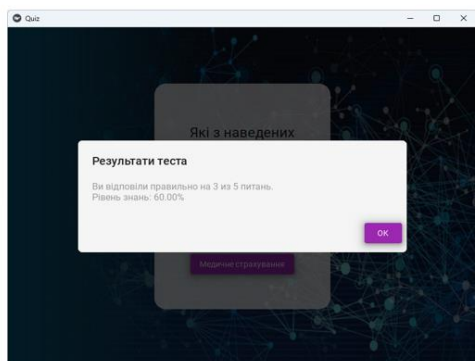 Quiz
Які з наведених
Результати теста
Ви відповіли правильно на 3 из 5 питань.
Рівень знань: 60.00%
ОК
Медичне страхування